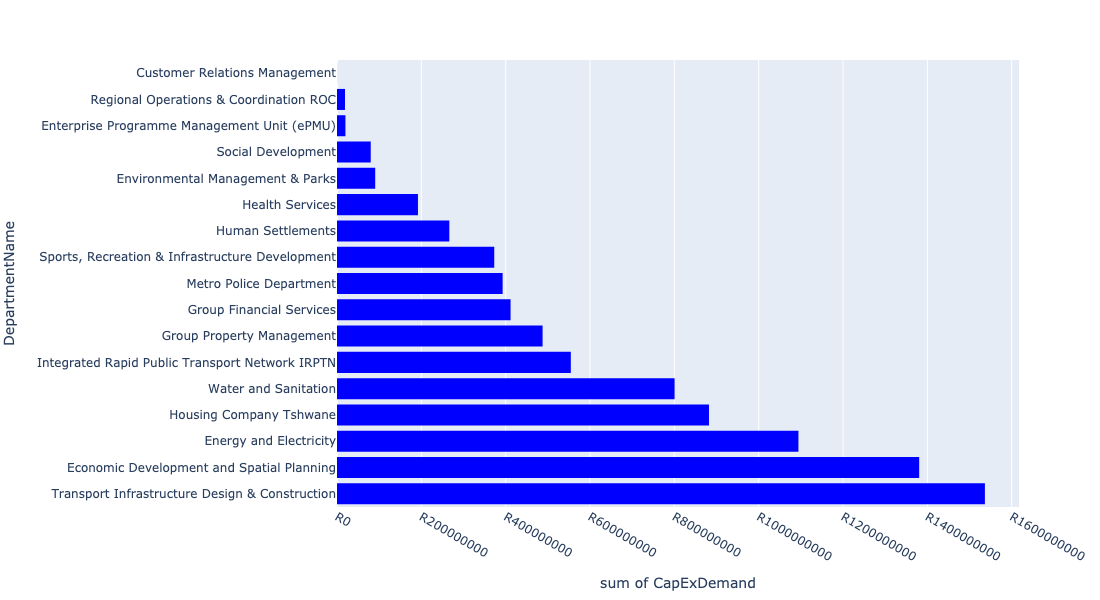 Customer Relations Management
Regional Operations & Coordination ROC
Enterprise Programme Management Unit (ePMU)
Social Development
Environmental Management & Parks
Health Services
Human Settlements
Sports, Recreation & Infrastructure Development
Metro Police Department
Group Financial Services
Group Property Management
Integrated Rapid Public Transport Network IRPTN
Water and Sanitation
Housing Company Tshwane
Energy and Electricity
Economic Development and Spatial Planning
Transport Infrastructure Design & Construction
DepartmentName
R0
R200000000
R400000000
R600000000
R800000000
R1000000000
R1200000000
R1400000000
R1600000000
sum of CapExDemand